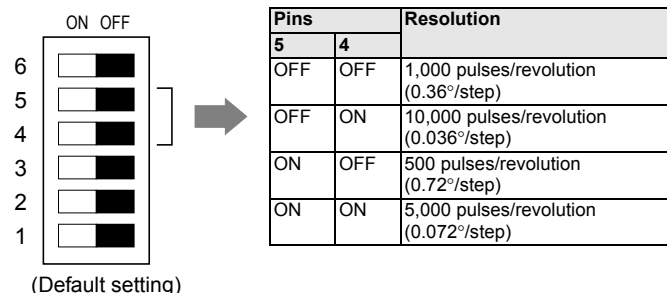 ON OFF
6
5
4
3
2
1
(Default setting)
Pins Resolution
5 4
OFF OFF 1,000 pulses/revolution
(0.36°/step)
OFF ON 10,000 pulses/revolution
(0.036°/step)
ON OFF 500 pulses/revolution
(0.72°/step)
ON ON 5,000 pulses/revolution
(0.072°/step)